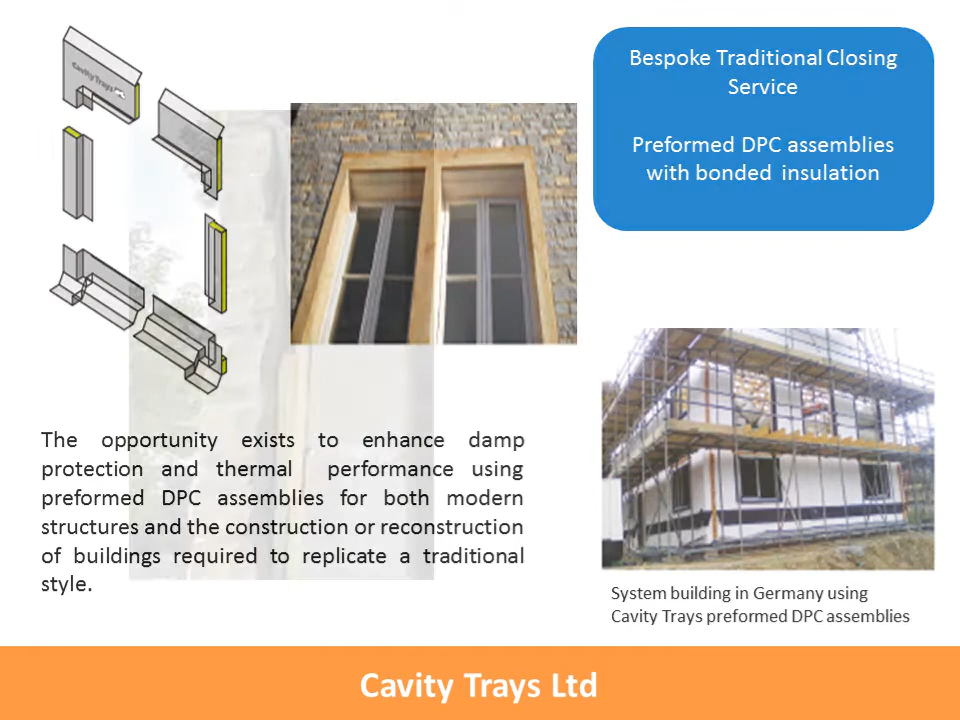 CavityTrays
Bespoke Traditional Closing
Service
Preformed DPC assemblies
with bonded insulation
The opportunity exists to enhance damp
protection and thermal performance using
preformed DPC assemblies for both modern
structures and the construction or reconstruction
of buildings required to replicate a traditional
style.
System building in Germany using
Cavity Trays preformed DPC assemblies
Cavity Trays Ltd